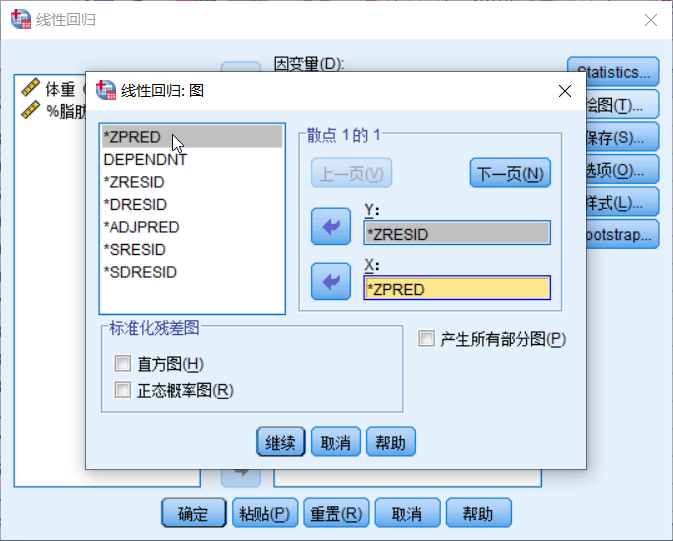 线性回归
因变量(D):
体重
%脂肪
Statistics...
绘图(T)...
保存(S)...
选项(O)...
样式(L)...
Bootstrap...
线性回归: 图
*ZPRED
DEPENDNT
*ZRESID
*DRESID
*ADJPRED
*SRESID
*SDRESID
散点 1 的 1
上一页(V)
下一页(N)
Y:
*ZRESID
X:
*ZPRED
标准化残差图
直方图(H)
正态概率图(R)
产生所有部分图(P)
继续
取消
帮助
确定
粘贴(P)
重置(R)
取消
帮助